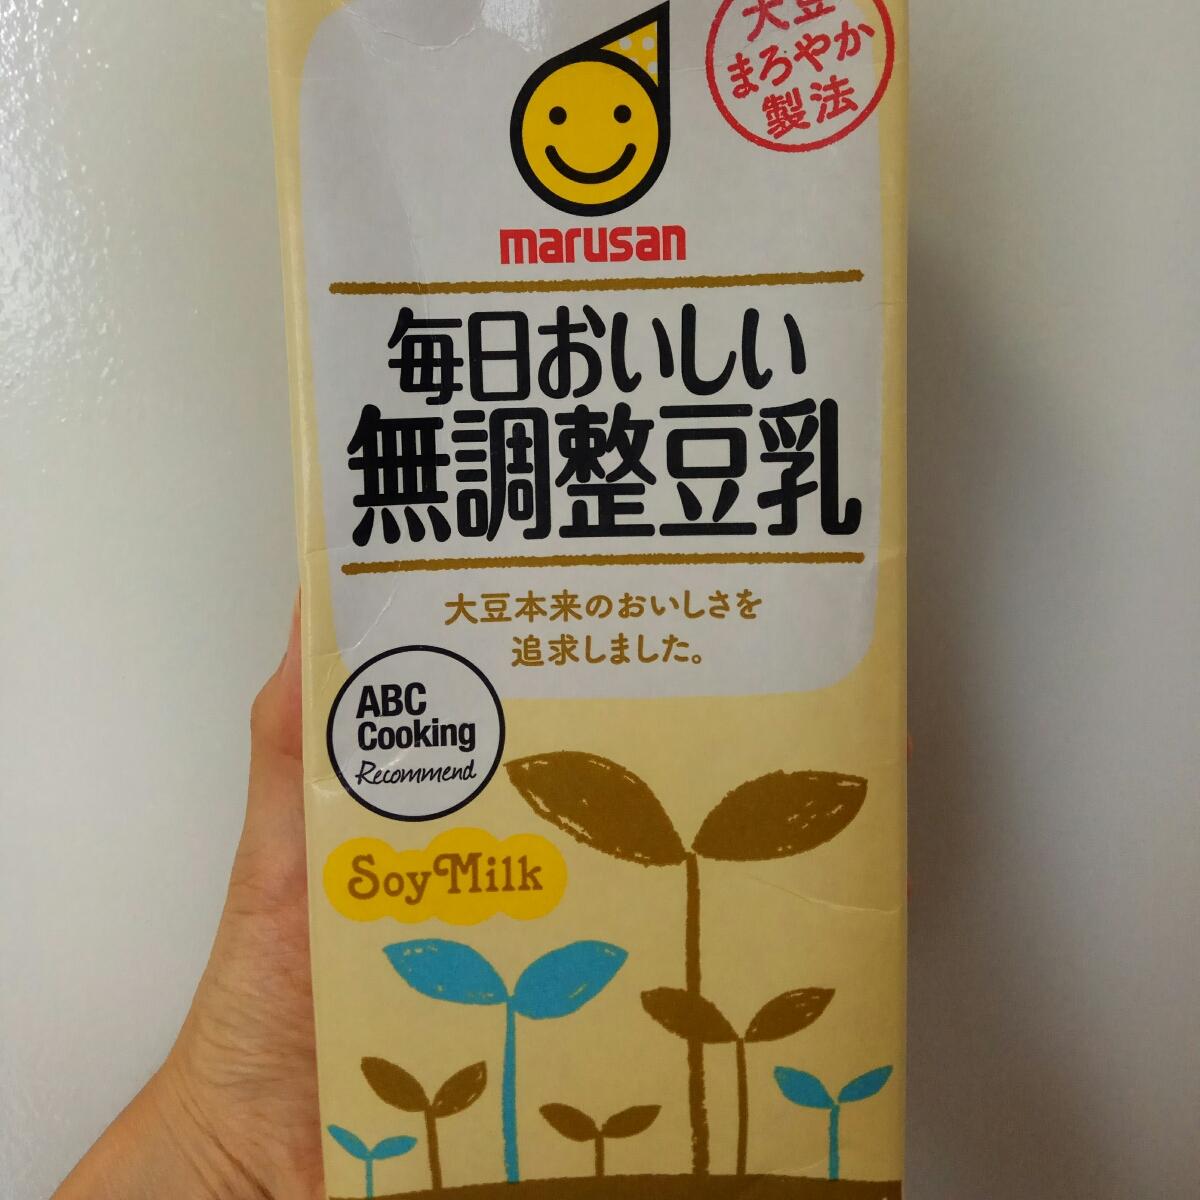 大豆
まろやか
製法
marusan
毎日おいしい
無調整豆乳
大豆本来のおいしさを
追求しました。
ABC
Cooking
Recommend
Soy Milk